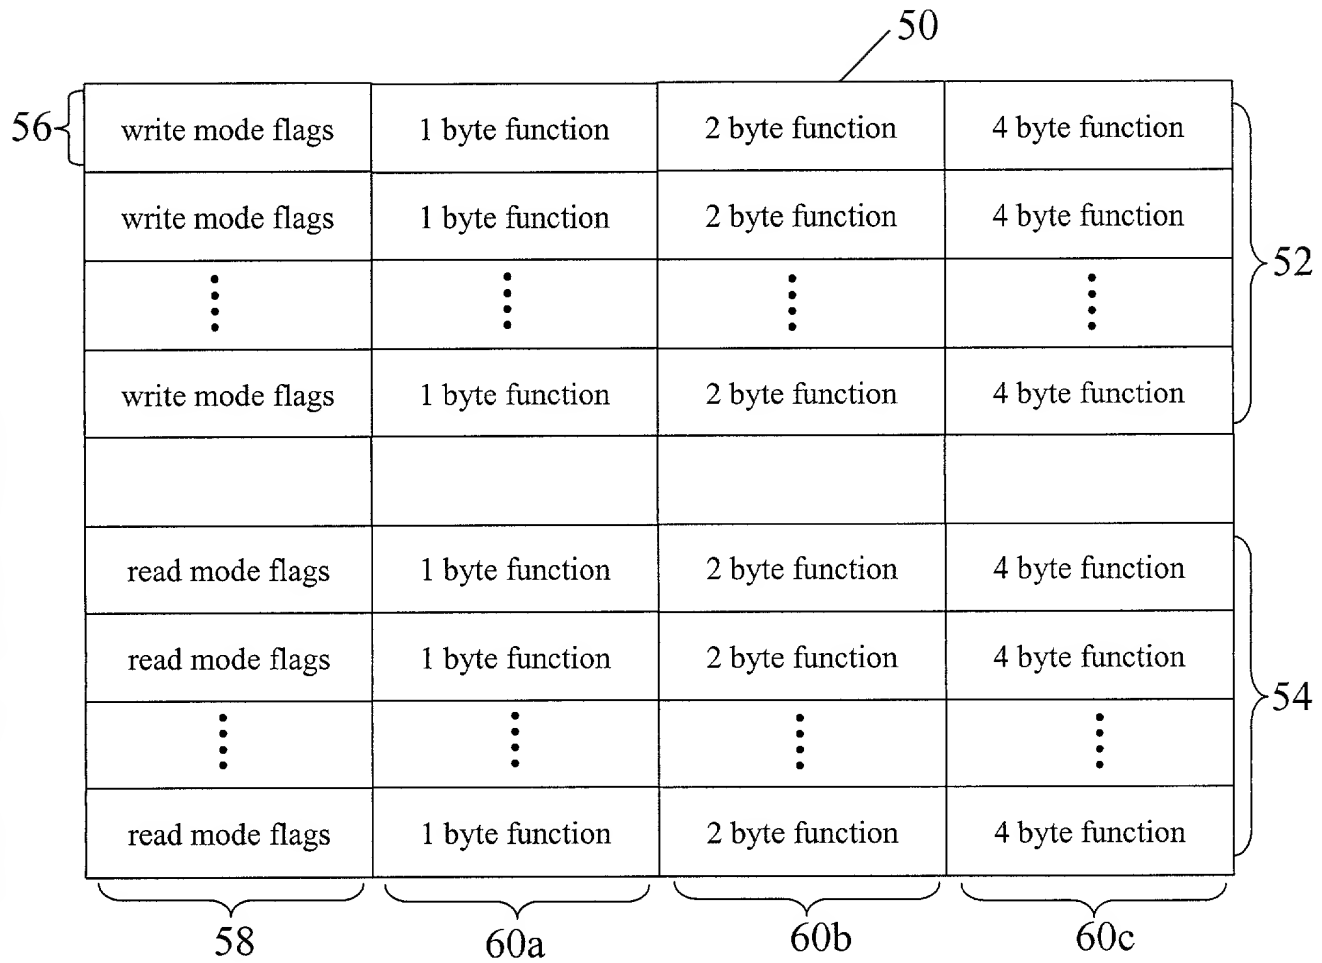 50
56 write mode flags 1 byte function 2 byte function 4 byte function
write mode flags 1 byte function 2 byte function 4 byte function
52
write mode flags 1 byte function 2 byte function 4 byte function
read mode flags 1 byte function 2 byte function 4 byte function
read mode flags 1 byte function 2 byte function 4 byte function
54
read mode flags 1 byte function 2 byte function 4 byte function
58 60a 60b 60c